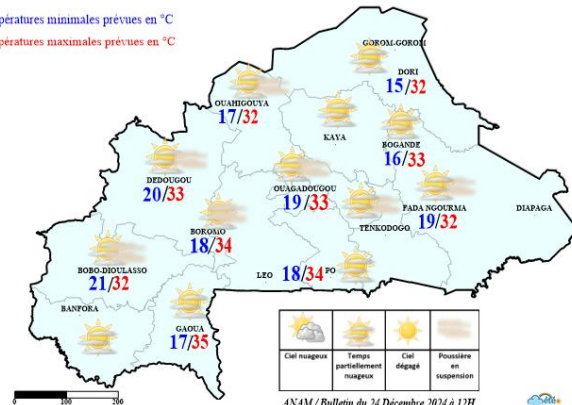 pératures minimales prévues en °C
pératures maximales prévues en °C
GOROM-GOROM
DORI
15/32
OUAHIGOUYA
17/32
KAYA
BOGANDE
16/33
DEDOUGOU
20/33
OUAGADOUGOU
19/33
FADA NGOURMA
19/32
DIAPAGA
TENKODOGO
BOROMO
18/34
BOBO-DIOULASSO
21/32
LEO
18/34
PO
BANFORA
GAOUA
17/35
Ciel nuageux
Temps partiellement nuageux
Ciel dégagé
Poussière en suspension
0 100 200
ANAM / Bulletin du 24 Décembre 2024 à 12H